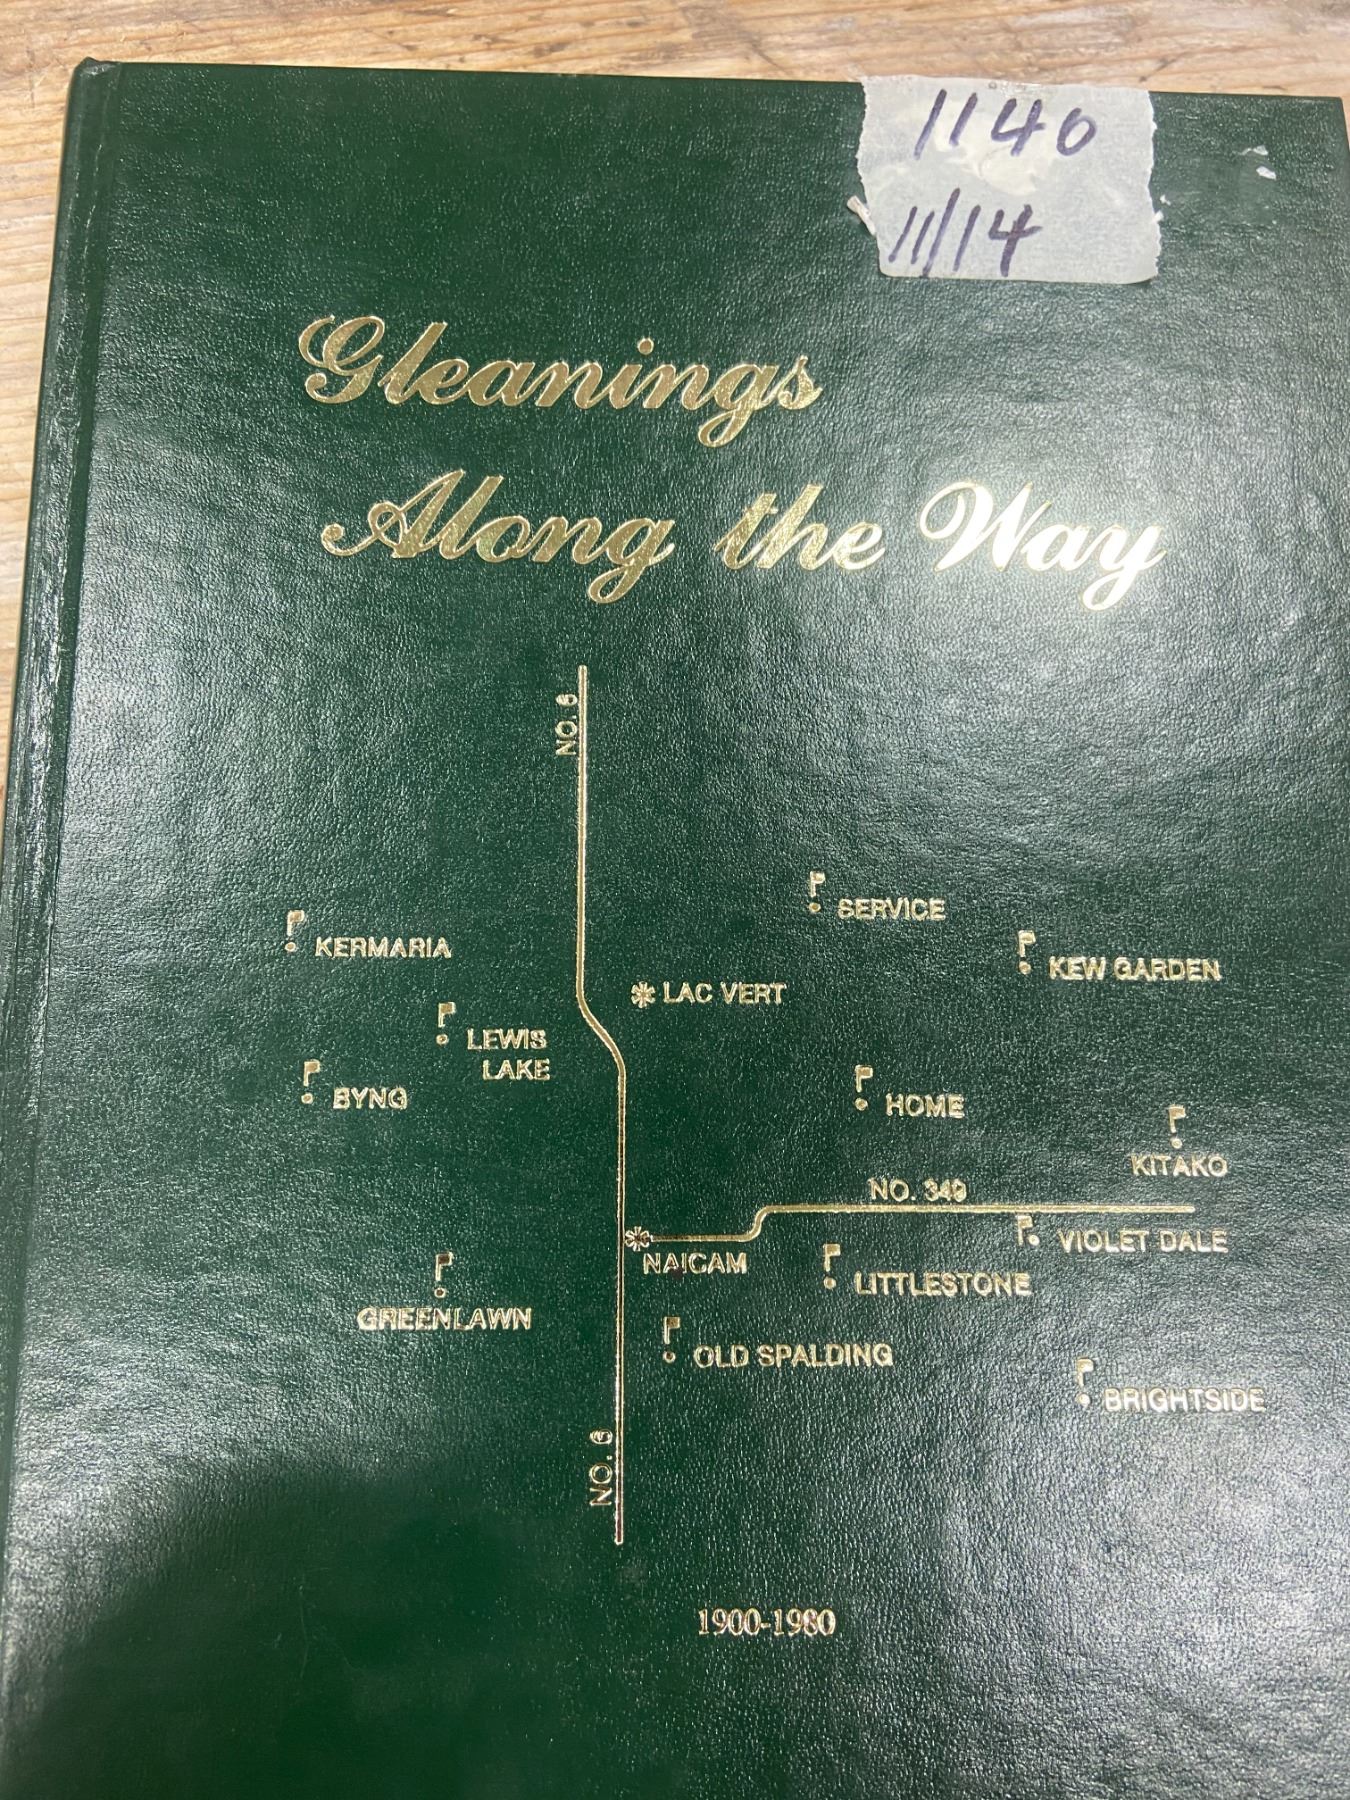 1140
11/14
Gleanings
Along the Way
NO. 6
SERVICE
KERMARIA
KEW GARDEN
LAC VERT
LEWIS
LAKE
BYNG
HOME
KITAKO
NO. 349
VIOLET DALE
NAICAM
LITTLESTONE
GREENLAWN
OLD SPALDING
BRIGHTSIDE
NO. 6
1900-1980